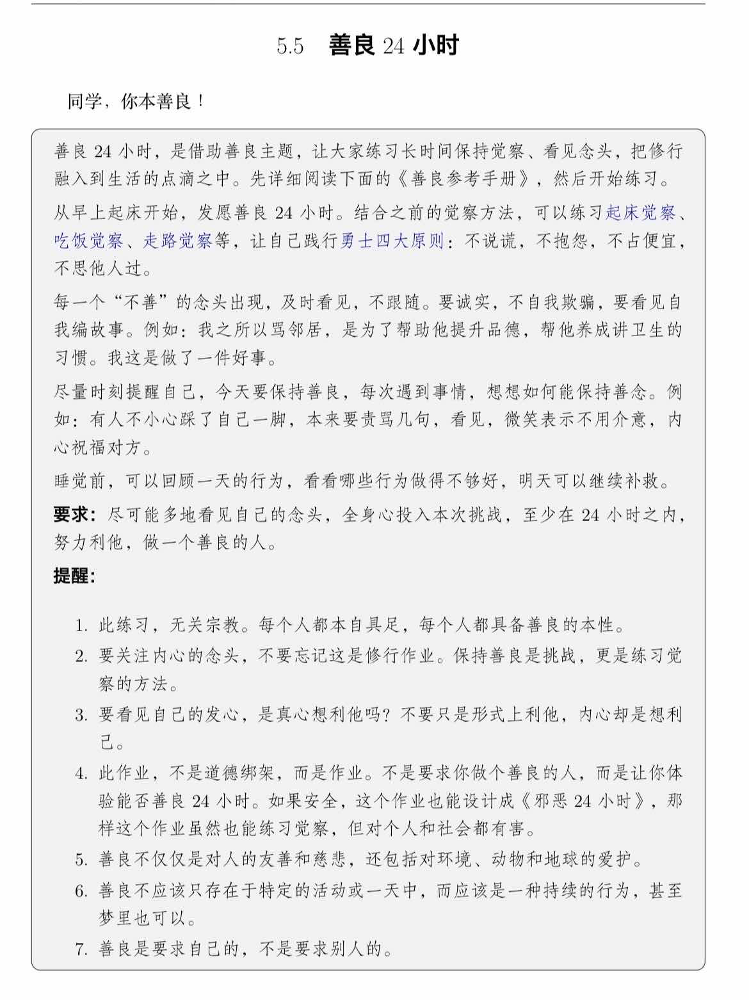 5.5 善良 24 小时
同学，你本善良！
善良 24 小时，是借助善良主题，让大家练习长时间保持觉察、看见念头，把修行
融入到生活的点滴之中。先详细阅读下面的《善良参考手册》，然后开始练习。
从早上起床开始，发愿善良 24 小时。结合之前的觉察方法，可以练习起床觉察、
吃饭觉察、走路觉察等，让自己践行勇士四大原则：不说谎，不抱怨，不占便宜，
不思他人过。
每一个“不善”的念头出现，及时看见，不跟随。要诚实，不自我欺骗，要看见自
我编故事。例如：我之所以骂邻居，是为了帮助他提升品德，帮他养成讲卫生的
习惯。我这是做了一件好事。
尽量时刻提醒自己，今天要保持善良，每次遇到事情，想想如何能保持善念。例
如：有人不小心踩了自己一脚，本来要责骂几句，看见，微笑表示不用介意，内
心祝福对方。
睡觉前，可以回顾一天的行为，看看哪些行为做得不够好，明天可以继续补救。
要求：尽可能多地看见自己的念头，全身心投入本次挑战，至少在 24 小时之内，
努力利他，做一个善良的人。
提醒：
1. 此练习，无关宗教。每个人都本自具足，每个人都具备善良的本性。
2. 要关注内心的念头，不要忘记这是修行作业。保持善良是挑战，更是练习觉
察的方法。
3. 要看见自己的发心，是真心想利他吗？不要只是形式上利他，内心却是想利
己。
4. 此作业，不是道德绑架，而是作业。不是要求你做个善良的人，而是让你体
验能否善良 24 小时。如果安全，这个作业也能设计成《邪恶 24 小时》，那
样这个作业虽然也能练习觉察，但对个人和社会都有害。
5. 善良不仅仅是对人的友善和慈悲，还包括对环境、动物和地球的爱护。
6. 善良不应该只存在于特定的活动或一天中，而应该是一种持续的行为，甚至
梦里也可以。
7. 善良是要求自己的，不是要求别人的。